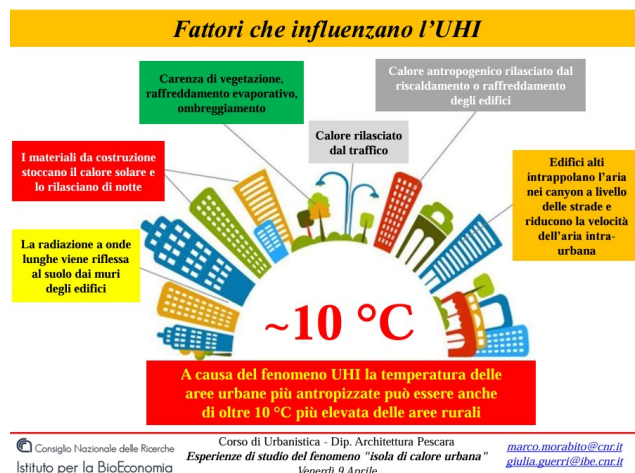 Fattori che influenzano l'UHI
Carenza di vegetazione,
raffreddamento evaporativo,
ombreggiamento
Calore antropogenico rilasciato dal
riscaldamento o raffreddamento
degli edifici
Calore rilasciato
dal traffico
I materiali da costruzione
stoccano il calore solare e
lo rilasciano di notte
Edifici alti
intrappolano l'aria
nei canyon a livello
delle strade e
riducono la velocità
dell'aria intra-
urbana
La radiazione a onde
lunghe viene riflessa
al suolo dai muri
degli edifici
~10 °C
A causa del fenomeno UHI la temperatura delle
aree urbane più antropizzate può essere anche
di oltre 10 °C più elevata delle aree rurali
Consiglio Nazionale delle Ricerche
Istituto per la BioEconomia
Corso di Urbanistica - Dip. Architettura Pescara
Esperienze di studio del fenomeno "isola di calore urbana"
Venerdì 9 Aprile
marco.morabito@cnr.it
giulia.guerri@ibe.cnr.it